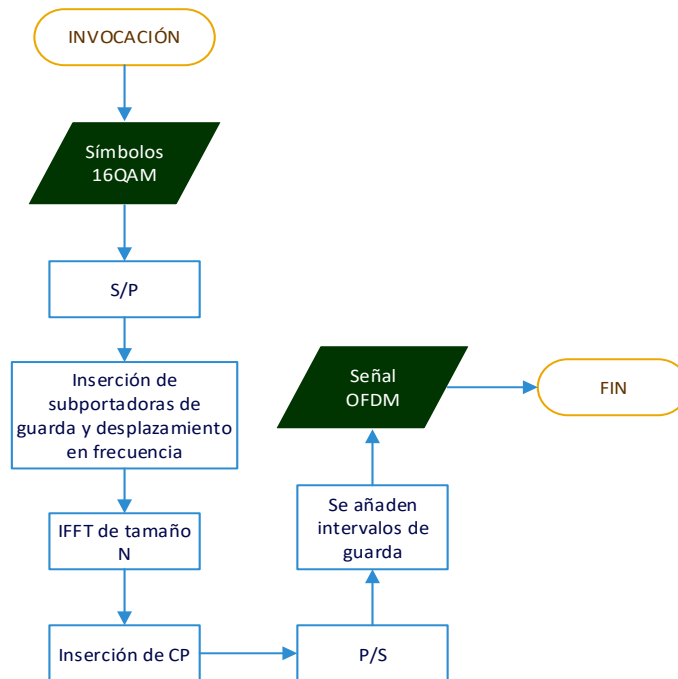 INVOCACIÓN
Símbolos
16QAM
S/P
Inserción de
subportadoras de
guarda y desplazamiento
en frecuencia
IFFT de tamaño
N
Inserción de CP
P/S
Se añaden
intervalos de
guarda
Señal
OFDM
FIN